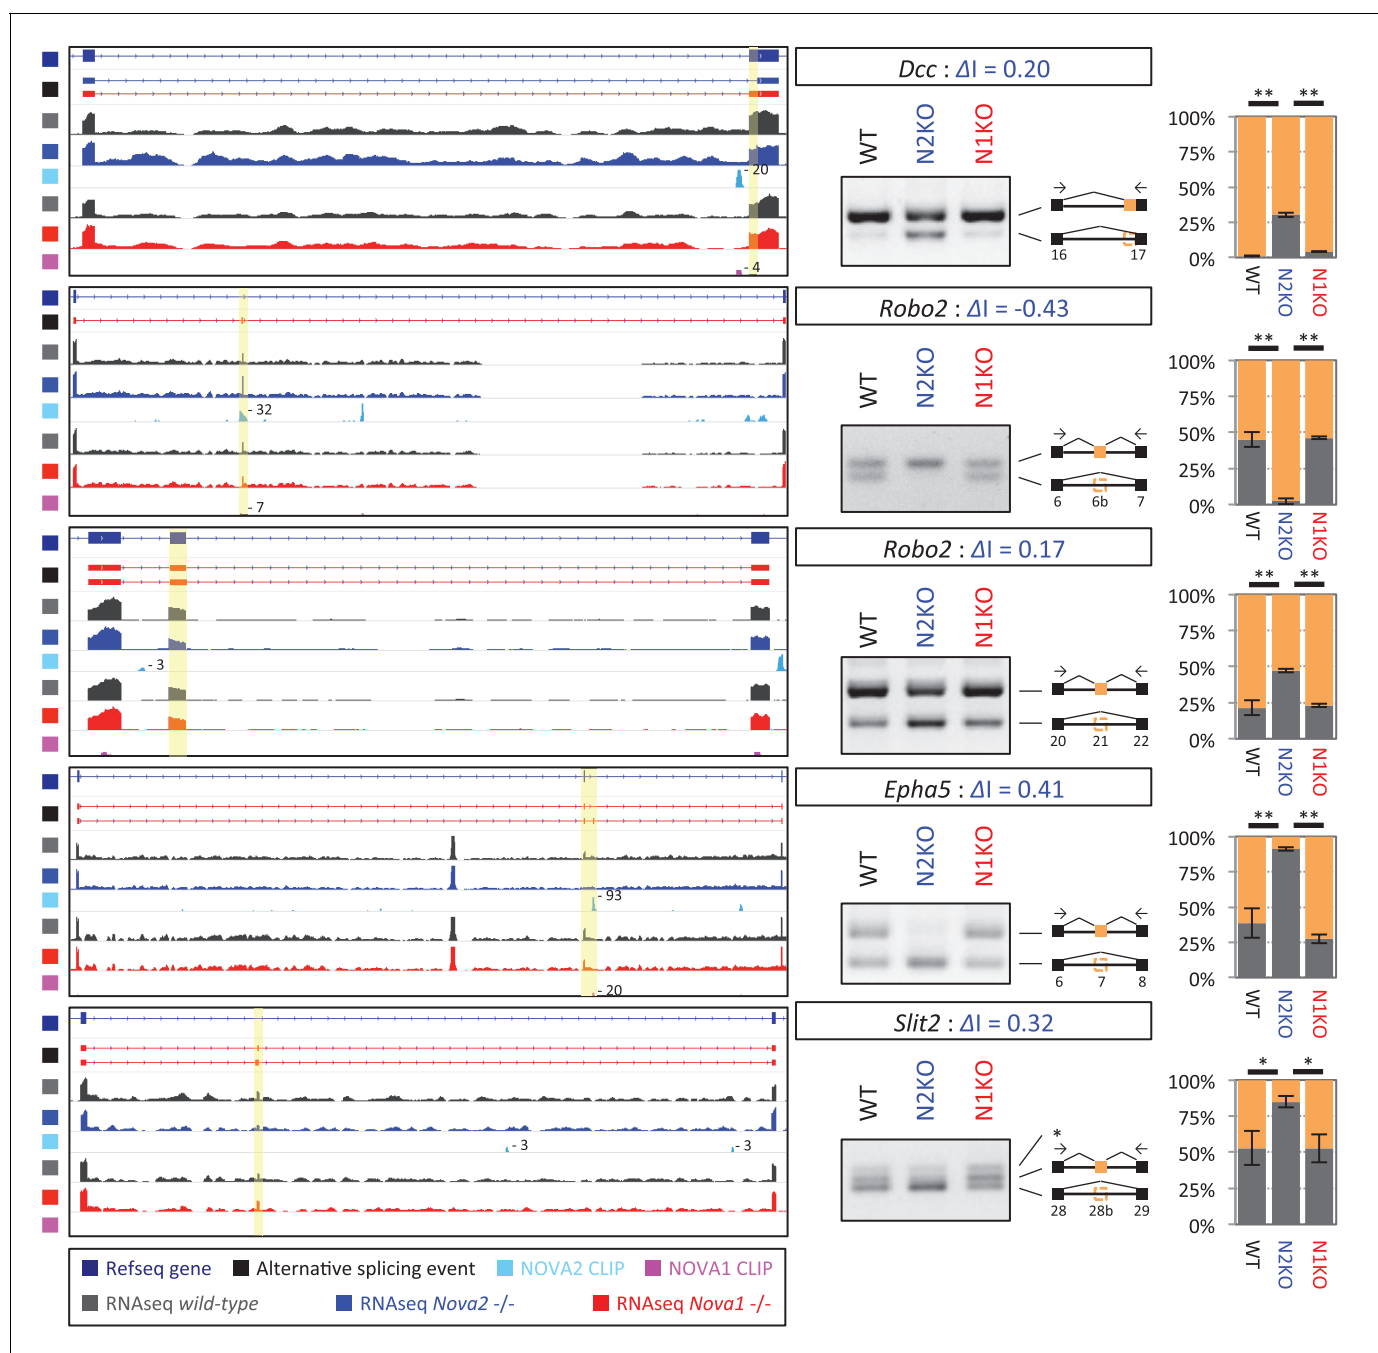 Dcc : ΔI = 0.20
- 20
- 4
WT N2KO N1KO
16 17
** **
100%
75%
50%
25%
0%
WT N2KO N1KO
Robo2 : ΔI = -0.43
- 32
- 7
WT N2KO N1KO
6 6b 7
** **
100%
75%
50%
25%
0%
WT N2KO N1KO
Robo2 : ΔI = 0.17
- 3
WT N2KO N1KO
20 21 22
** **
100%
75%
50%
25%
0%
WT N2KO N1KO
Epha5 : ΔI = 0.41
- 93
- 20
WT N2KO N1KO
6 7 8
** **
100%
75%
50%
25%
0%
WT N2KO N1KO
Slit2 : ΔI = 0.32
- 3 - 3
WT N2KO N1KO
*
28 28b 29
* *
100%
75%
50%
25%
0%
WT N2KO N1KO
Refseq gene Alternative splicing event NOVA2 CLIP NOVA1 CLIP
RNAseq wild-type RNAseq Nova2 -/- RNAseq Nova1 -/-